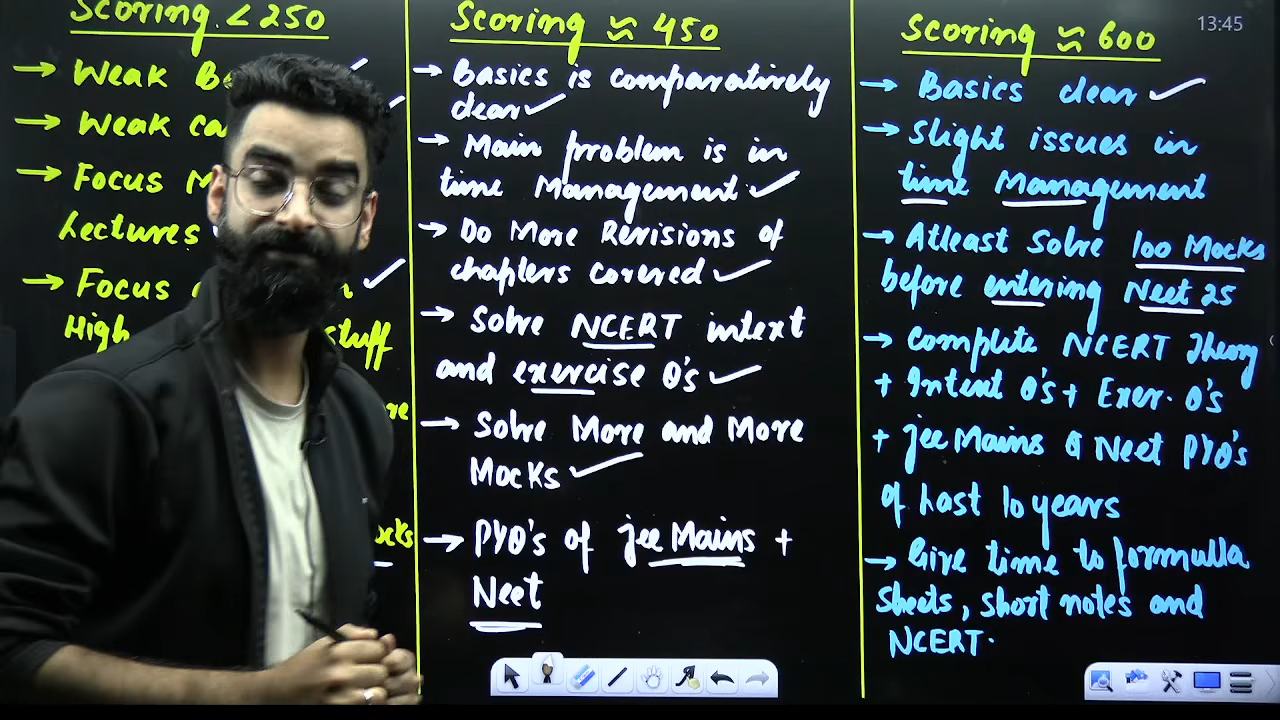 Scoring < 250
→ Weak
→ Weak
→ Focus
Lectures
→ Focus
High stuff
Scoring ≈ 450
→ Basics is comparatively
clear ✓
→ Main problem is in
time Management ✓
→ Do More Revisions of
chapters covered ✓
→ Solve NCERT intext
and exercise Q's ✓
→ Solve More and More
Mocks ✓
→ PYQ's of jee Mains +
Neet
Scoring ≈ 600
13:45
→ Basics clear ✓
→ Slight issues in
time Management
→ Atleast Solve 100 Mocks
before entering Neet 25
→ Complete NCERT Theory
+ Intext Q's + Exer. Q's
+ jee Mains & Neet PYQ's
of Last 10 years
→ Give time to formulla
sheets, short notes and
NCERT.